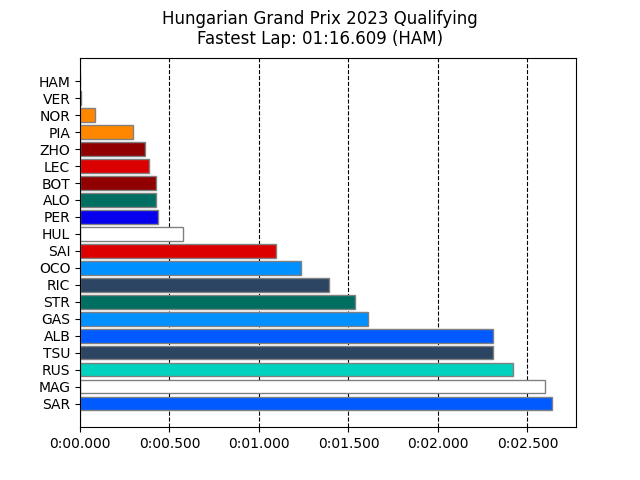 Hungarian Grand Prix 2023 Qualifying
Fastest Lap: 01:16.609 (HAM)
HAM
VER
NOR
PIA
ZHO
LEC
BOT
ALO
PER
HUL
SAI
OCO
RIC
STR
GAS
ALB
TSU
RUS
MAG
SAR
0:00.000 0:00.500 0:01.000 0:01.500 0:02.000 0:02.500